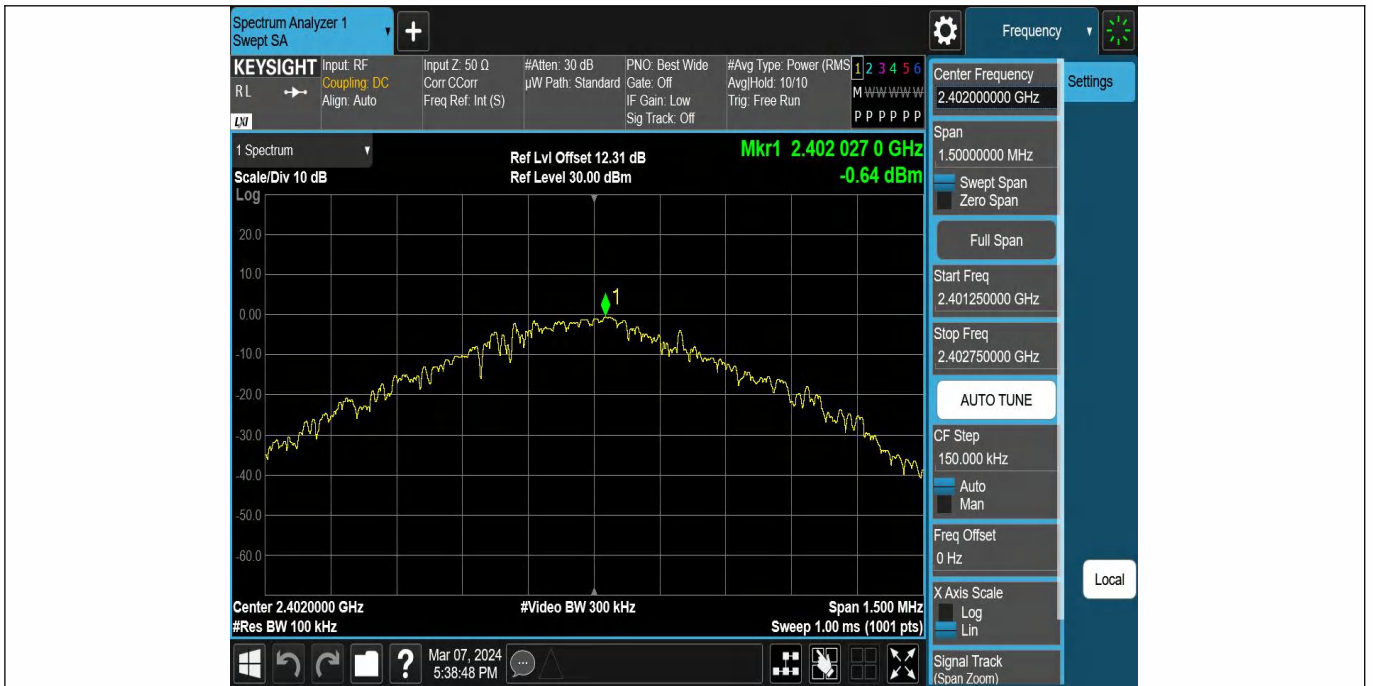 Spectrum Analyzer 1
Swept SA
+
Frequency
KEYSIGHT
RL
LXI
Input: RF
Coupling: DC
Align: Auto
Input Z: 50 Ω
Corr CCorr
Freq Ref: Int (S)
#Atten: 30 dB
µW Path: Standard
PNO: Best Wide
Gate: Off
IF Gain: Low
Sig Track: Off
#Avg Type: Power (RMS
Avg|Hold: 10/10
Trig: Free Run
1 2 3 4 5 6
M W W W W W
P P P P P P
1 Spectrum
Scale/Div 10 dB
Log
Ref Lvl Offset 12.31 dB
Ref Level 30.00 dBm
Mkr1 2.402 027 0 GHz
-0.64 dBm
20.0
10.0
0.00
-10.0
-20.0
-30.0
-40.0
-50.0
-60.0
1
Center 2.4020000 GHz
#Res BW 100 kHz
#Video BW 300 kHz
Span 1.500 MHz
Sweep 1.00 ms (1001 pts)
Center Frequency
2.402000000 GHz
Settings
Span
1.50000000 MHz
Swept Span
Zero Span
Full Span
Start Freq
2.401250000 GHz
Stop Freq
2.402750000 GHz
AUTO TUNE
CF Step
150.000 kHz
Auto
Man
Freq Offset
0 Hz
X Axis Scale
Log
Lin
Signal Track
(Span Zoom)
Local
?
Mar 07, 2024
5:38:48 PM